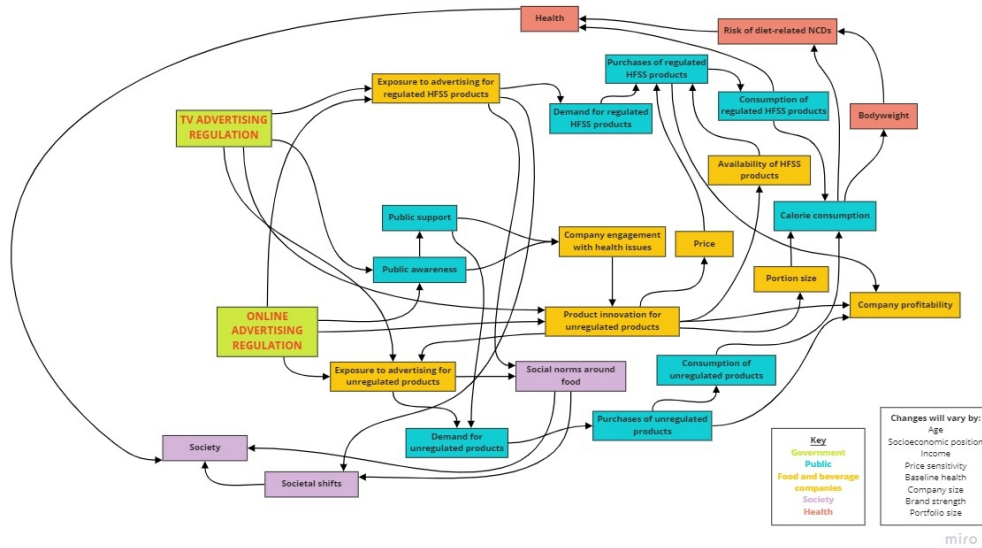 Health
Risk of diet-related NCDs
Exposure to advertising for
regulated HFSS products
Purchases of regulated
HFSS products
Demand for regulated
HFSS products
Consumption of
regulated HFSS products
Bodyweight
TV ADVERTISING
REGULATION
Availability of HFSS
products
Public support
Calorie consumption
Company engagement
with health issues
Price
Public awareness
Portion size
Company profitability
ONLINE
ADVERTISING
REGULATION
Product innovation for
unregulated products
Exposure to advertising for
unregulated products
Social norms around
food
Consumption of
unregulated products
Purchases of unregulated
products
Demand for
unregulated products
Society
Societal shifts
Key
Government
Public
Food and beverage
companies
Society
Health
Changes will vary by:
Age
Socioeconomic position
Income
Price sensitivity
Baseline health
Company size
Brand strength
Portfolio size
miro